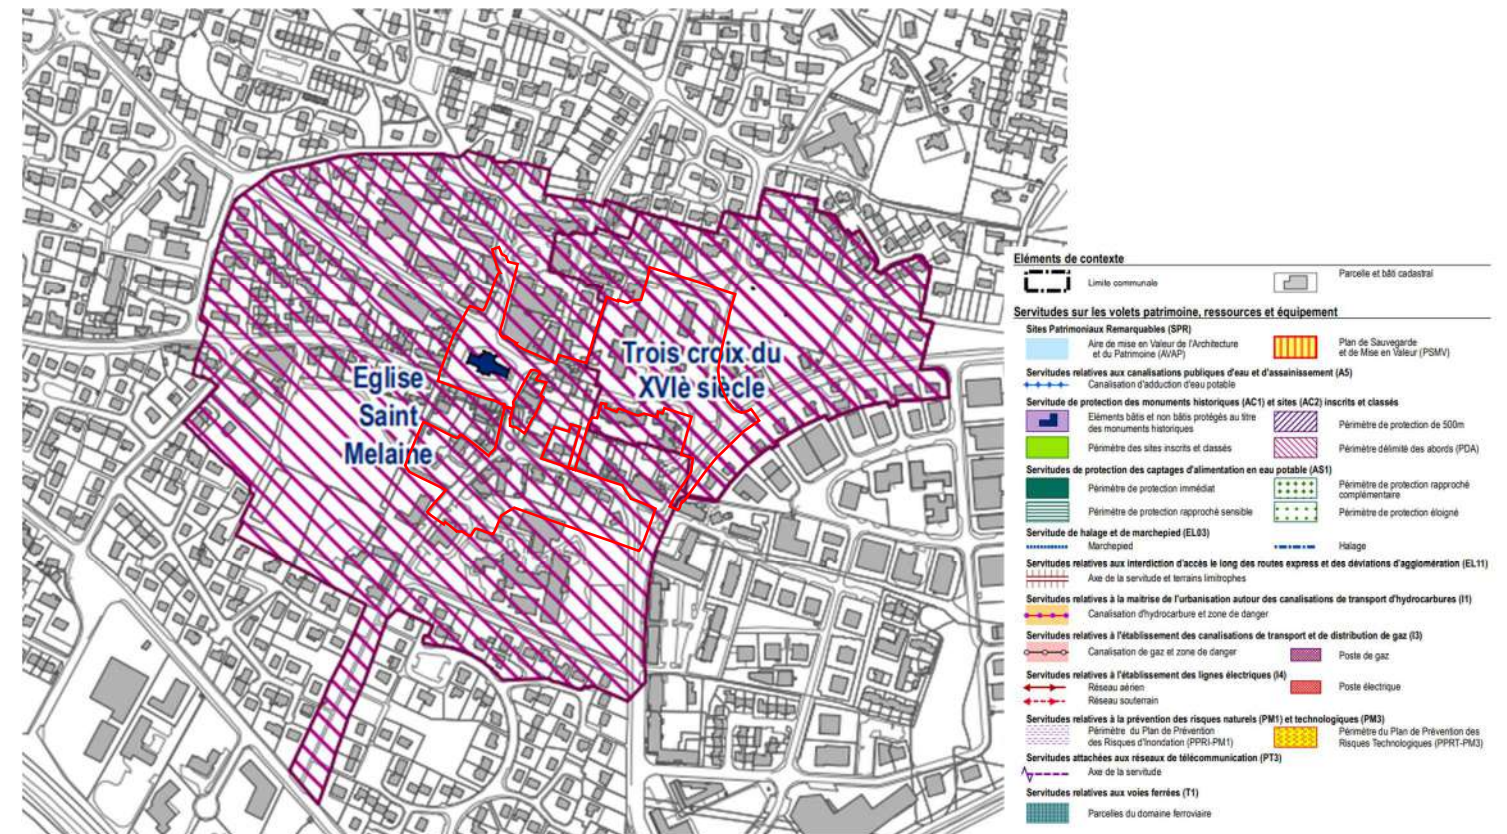 Eglise
Saint
Melaine
Trois croix du
XVIè siècle
Eléments de contexte
Limite communale
Parcelle et bâti cadastral
Servitudes sur les volets patrimoine, ressources et équipement
Sites Patrimoniaux Remarquables (SPR)
Aire de mise en Valeur de l'Architecture
et du Patrimoine (AVAP)
Plan de Sauvegarde
et de Mise en Valeur (PSMV)
Servitudes relatives aux canalisations publiques d'eau et d'assainissement (A5)
Canalisation d'adduction d'eau potable
Servitude de protection des monuments historiques (AC1) et sites (AC2) inscrits et classés
Eléments bâtis et non bâtis protégés au titre
des monuments historiques
Périmètre de protection de 500m
Périmètre des sites inscrits et classés
Périmètre délimité des abords (PDA)
Servitudes de protection des captages d'alimentation en eau potable (AS1)
Périmètre de protection immédiat
Périmètre de protection rapproché
complémentaire
Périmètre de protection rapproché sensible
Périmètre de protection éloigné
Servitude de halage et de marchepied (EL03)
Marchepied
Halage
Servitudes relatives aux interdiction d'accès le long des routes express et des déviations d'agglomération (EL11)
Axe de la servitude et terrains limitrophes
Servitudes relatives à la maitrise de l'urbanisation autour des canalisations de transport d'hydrocarbures (I1)
Canalisation d'hydrocarbure et zone de danger
Servitudes relatives à l'établissement des canalisations de transport et de distribution de gaz (I3)
Canalisation de gaz et zone de danger
Poste de gaz
Servitudes relatives à l'établissement des lignes électriques (I4)
Réseau aérien
Poste électrique
Réseau souterrain
Servitudes relatives à la prévention des risques naturels (PM1) et technologiques (PM3)
Périmètre du Plan de Prévention
des Risques d'Inondation (PPRI-PM1)
Périmètre du Plan de Prévention des
Risques Technologiques (PPRT-PM3)
Servitudes attachées aux réseaux de télécommunication (PT3)
Axe de la servitude
Servitudes relatives aux voies ferrées (T1)
Parcelles du domaine ferroviaire